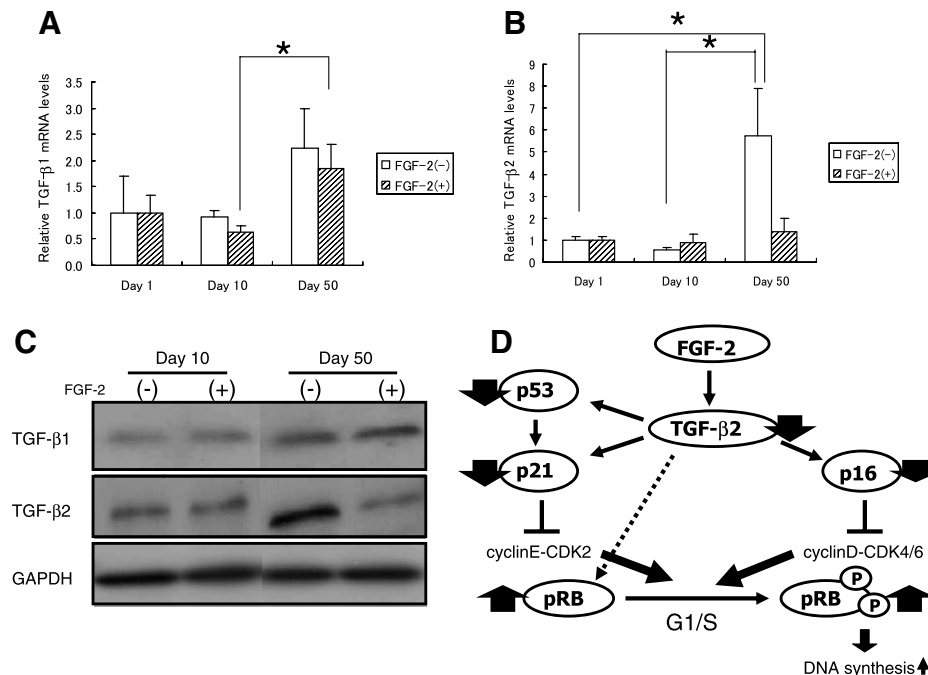 A
*
Relative TGF-β1 mRNA levels
3.5
3.0
2.5
2.0
1.5
1.0
0.5
0.0
Day 1
Day 10
Day 50
FGF-2(-)
FGF-2(+)
B
*
*
Relative TGF-β2 mRNA levels
9
8
7
6
5
4
3
2
1
0
Day 1
Day 10
Day 50
FGF-2(-)
FGF-2(+)
C
Day 10
Day 50
FGF-2
(-)
(+)
(-)
(+)
TGF-β1
TGF-β2
GAPDH
D
FGF-2
p53
TGF-β2
p21
p16
cyclinE-CDK2
cyclinD-CDK4/6
pRB
G1/S
pRB
P
P
DNA synthesis